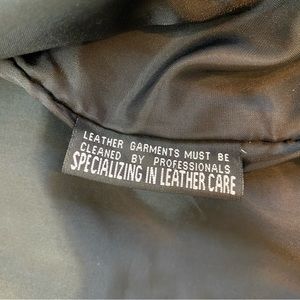 LEATHER GARMENTS MUST BE
CLEANED BY PROFESSIONALS
SPECIALIZING IN LEATHER CARE